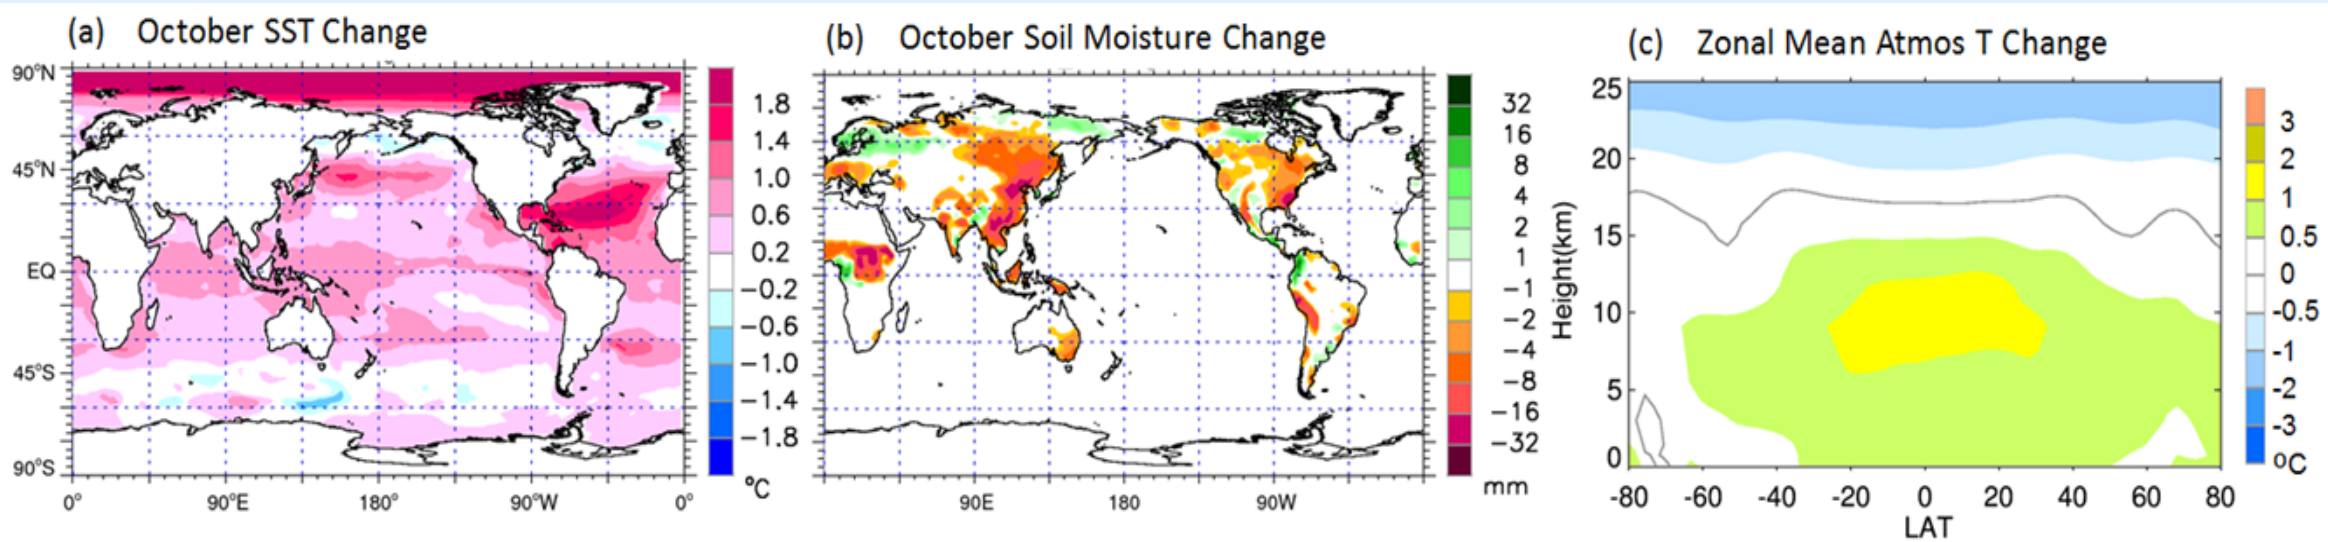 (a) October SST Change
90°N
45°N
EQ
45°S
90°S
0° 90°E 180° 90°W 0°
1.8
1.4
1.0
0.6
0.2
−0.2
−0.6
−1.0
−1.4
−1.8
°C
(b) October Soil Moisture Change
90E 180 90W
32
16
8
4
2
1
−1
−2
−4
−8
−16
−32
mm
(c) Zonal Mean Atmos T Change
Height(km)
25
20
15
10
5
0
-80 -60 -40 -20 0 20 40 60 80
LAT
3
2
1
0.5
0
-0.5
-1
-2
-3
°C